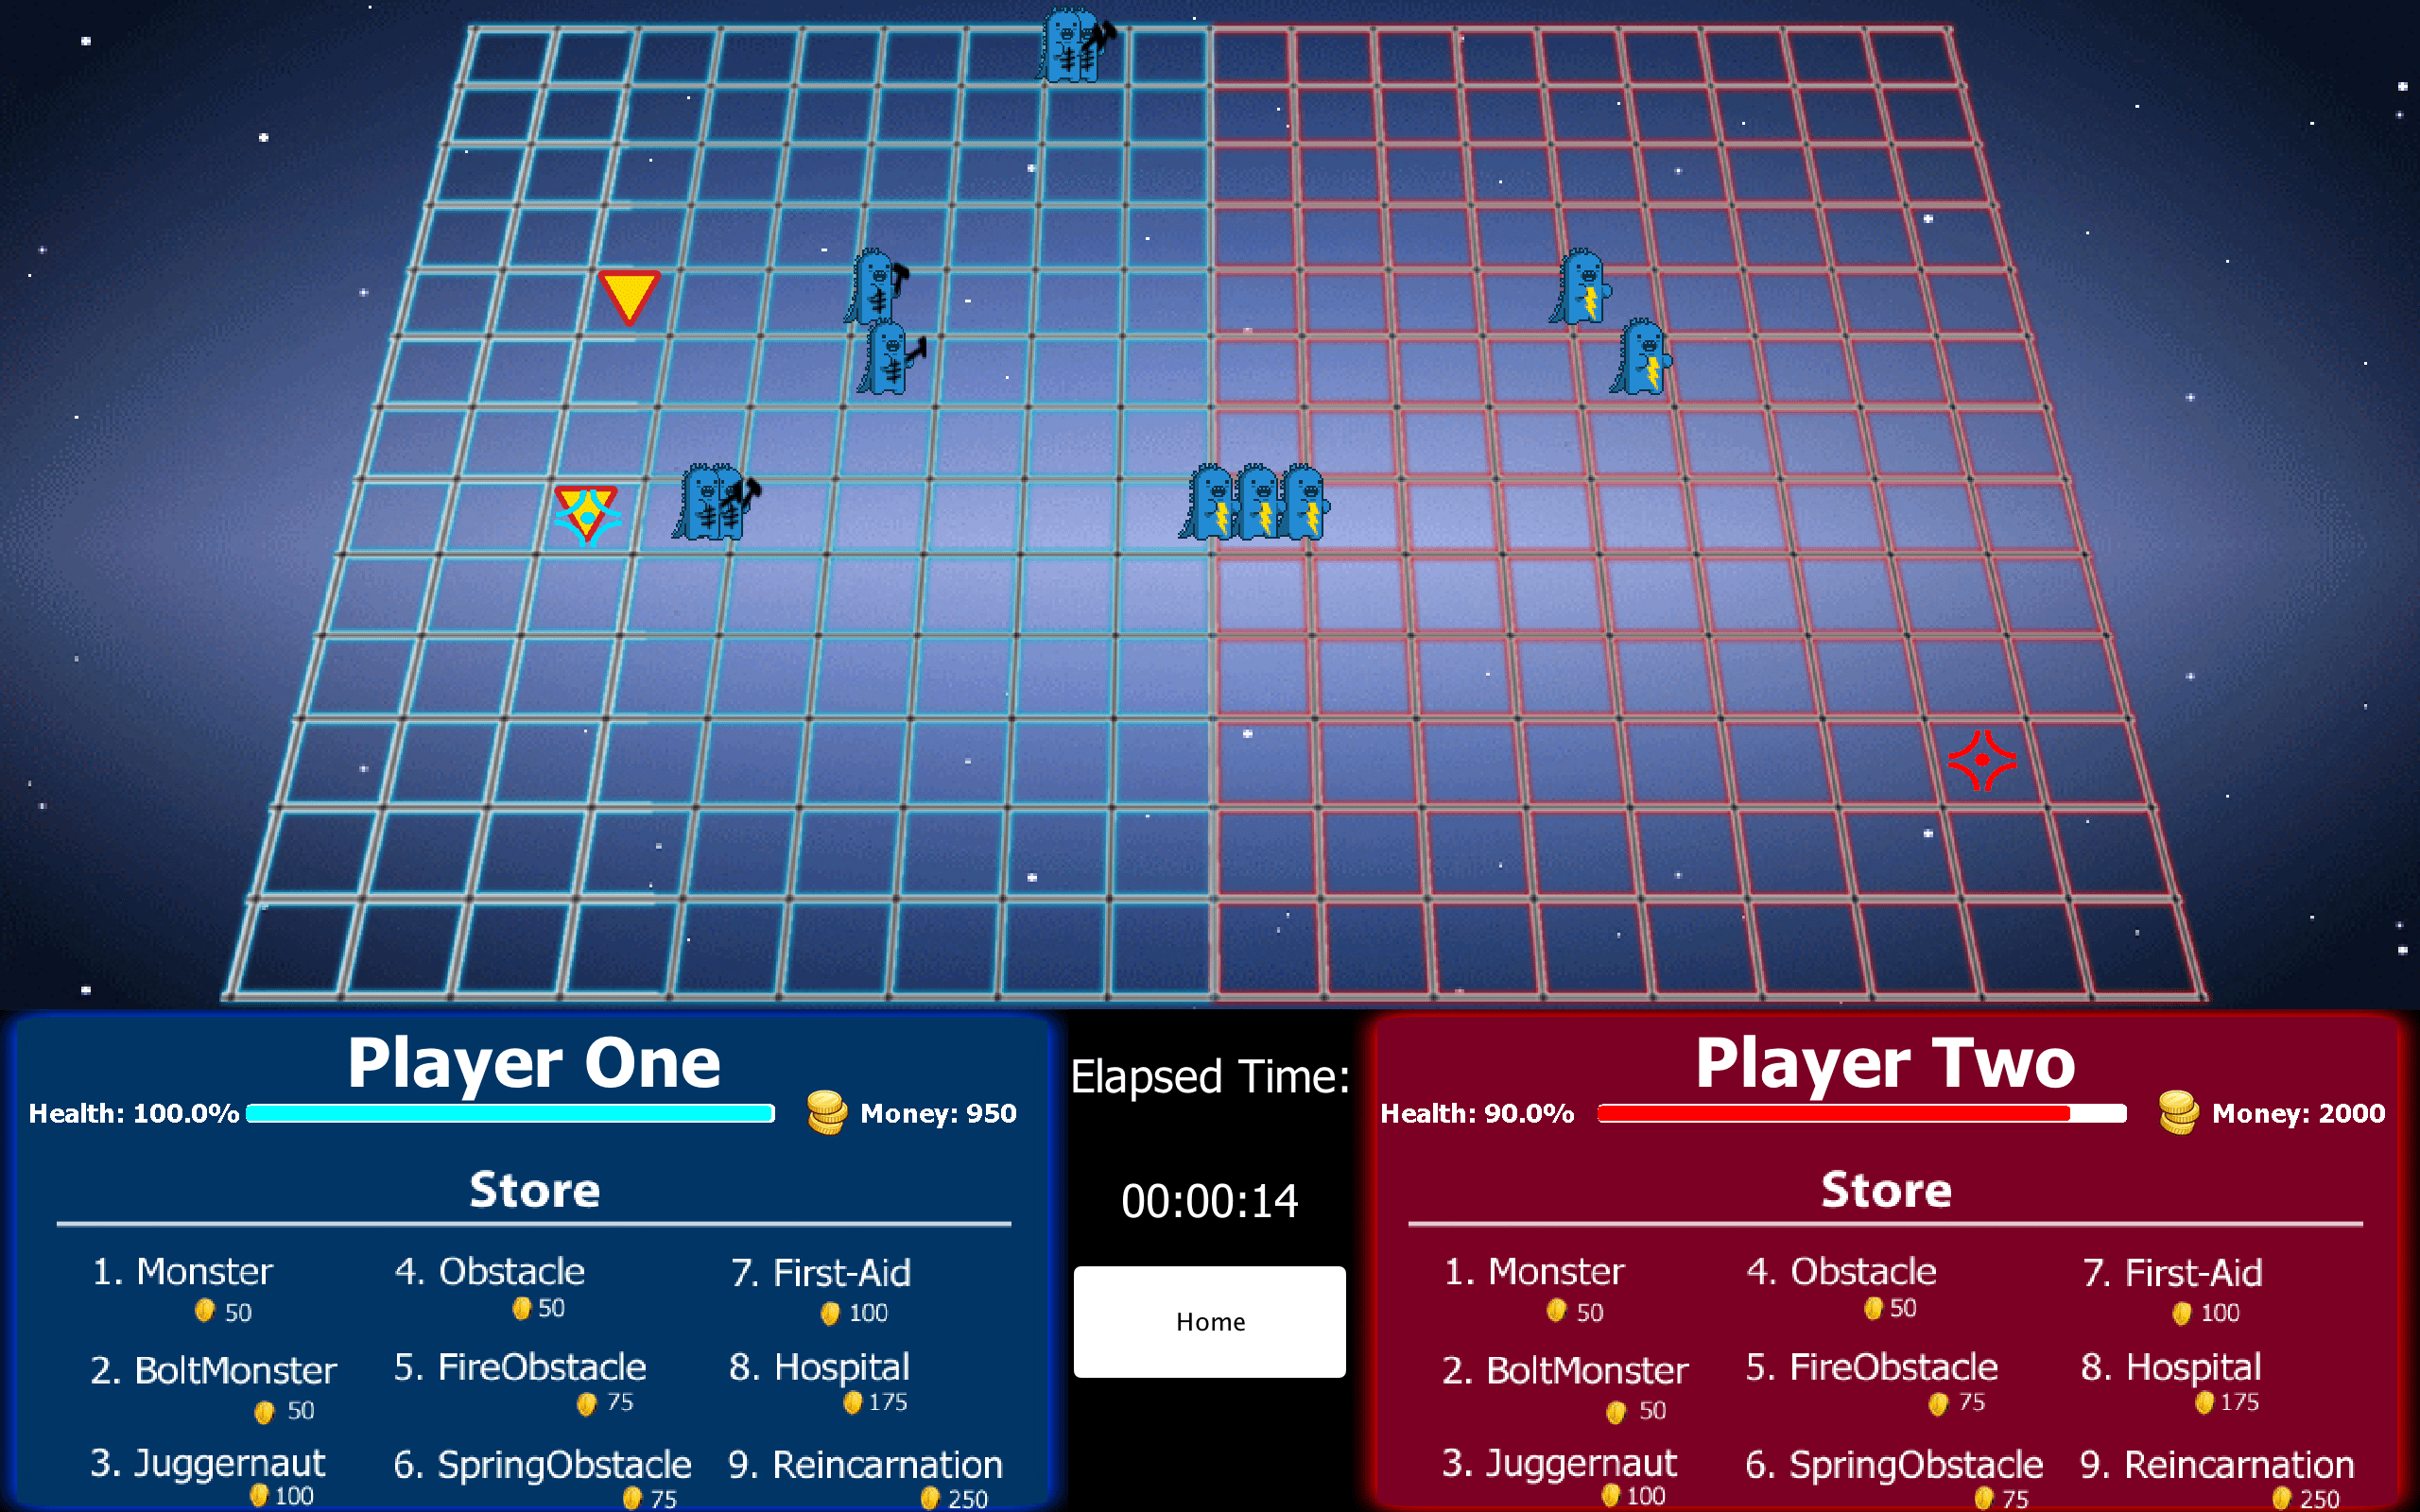 Player One
Health: 100.0%
Money: 950
Store
1. Monster
50
4. Obstacle
50
7. First-Aid
100
2. BoltMonster
50
5. FireObstacle
75
8. Hospital
175
3. Juggernaut
100
6. SpringObstacle
75
9. Reincarnation
250
Elapsed Time:
00:00:14
Home
Player Two
Health: 90.0%
Money: 2000
Store
1. Monster
50
4. Obstacle
50
7. First-Aid
100
2. BoltMonster
50
5. FireObstacle
75
8. Hospital
175
3. Juggernaut
100
6. SpringObstacle
75
9. Reincarnation
250